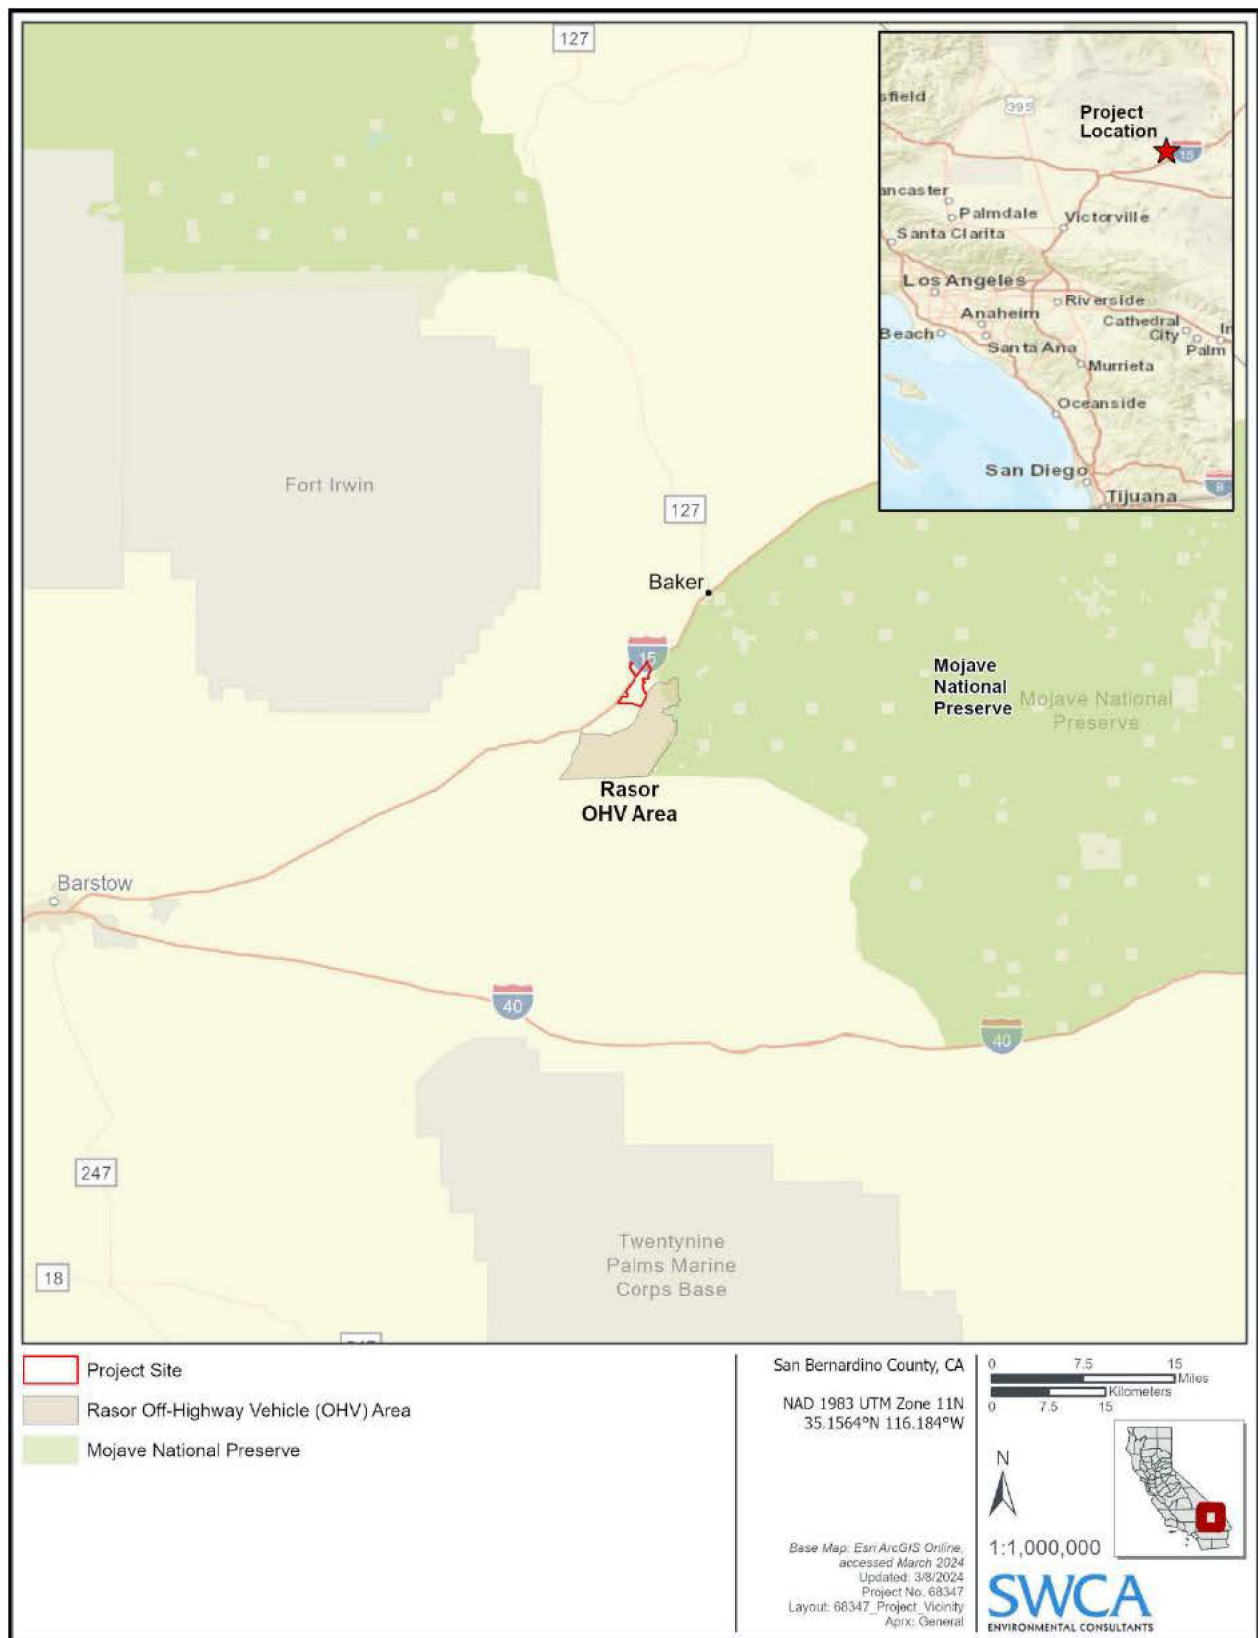 127
sfield
395
Project
Location
15
ancaster
Palmdale
Victorville
Santa Clarita
Los Angeles
Riverside
Anaheim
Cathedral
City
In
Beach
Santa Ana
Palm
Murrieta
Oceanside
San Diego
8
Tijuana
Fort Irwin
127
Baker
15
Mojave
National
Preserve
Mojave National
Preserve
Rasor
OHV Area
Barstow
40
40
247
Twentynine
Palms Marine
Corps Base
18
Project Site
Rasor Off-Highway Vehicle (OHV) Area
Mojave National Preserve
San Bernardino County, CA
NAD 1983 UTM Zone 11N
35.1564°N 116.184°W
Base Map: Esri ArcGIS Online,
accessed March 2024
Updated: 3/8/2024
Project No. 68347
Layout: 68347_Project_Vicinity
Aprx: General
0 7.5 15
Miles
Kilometers
0 7.5 15
N
1:1,000,000
SWCA
ENVIRONMENTAL CONSULTANTS